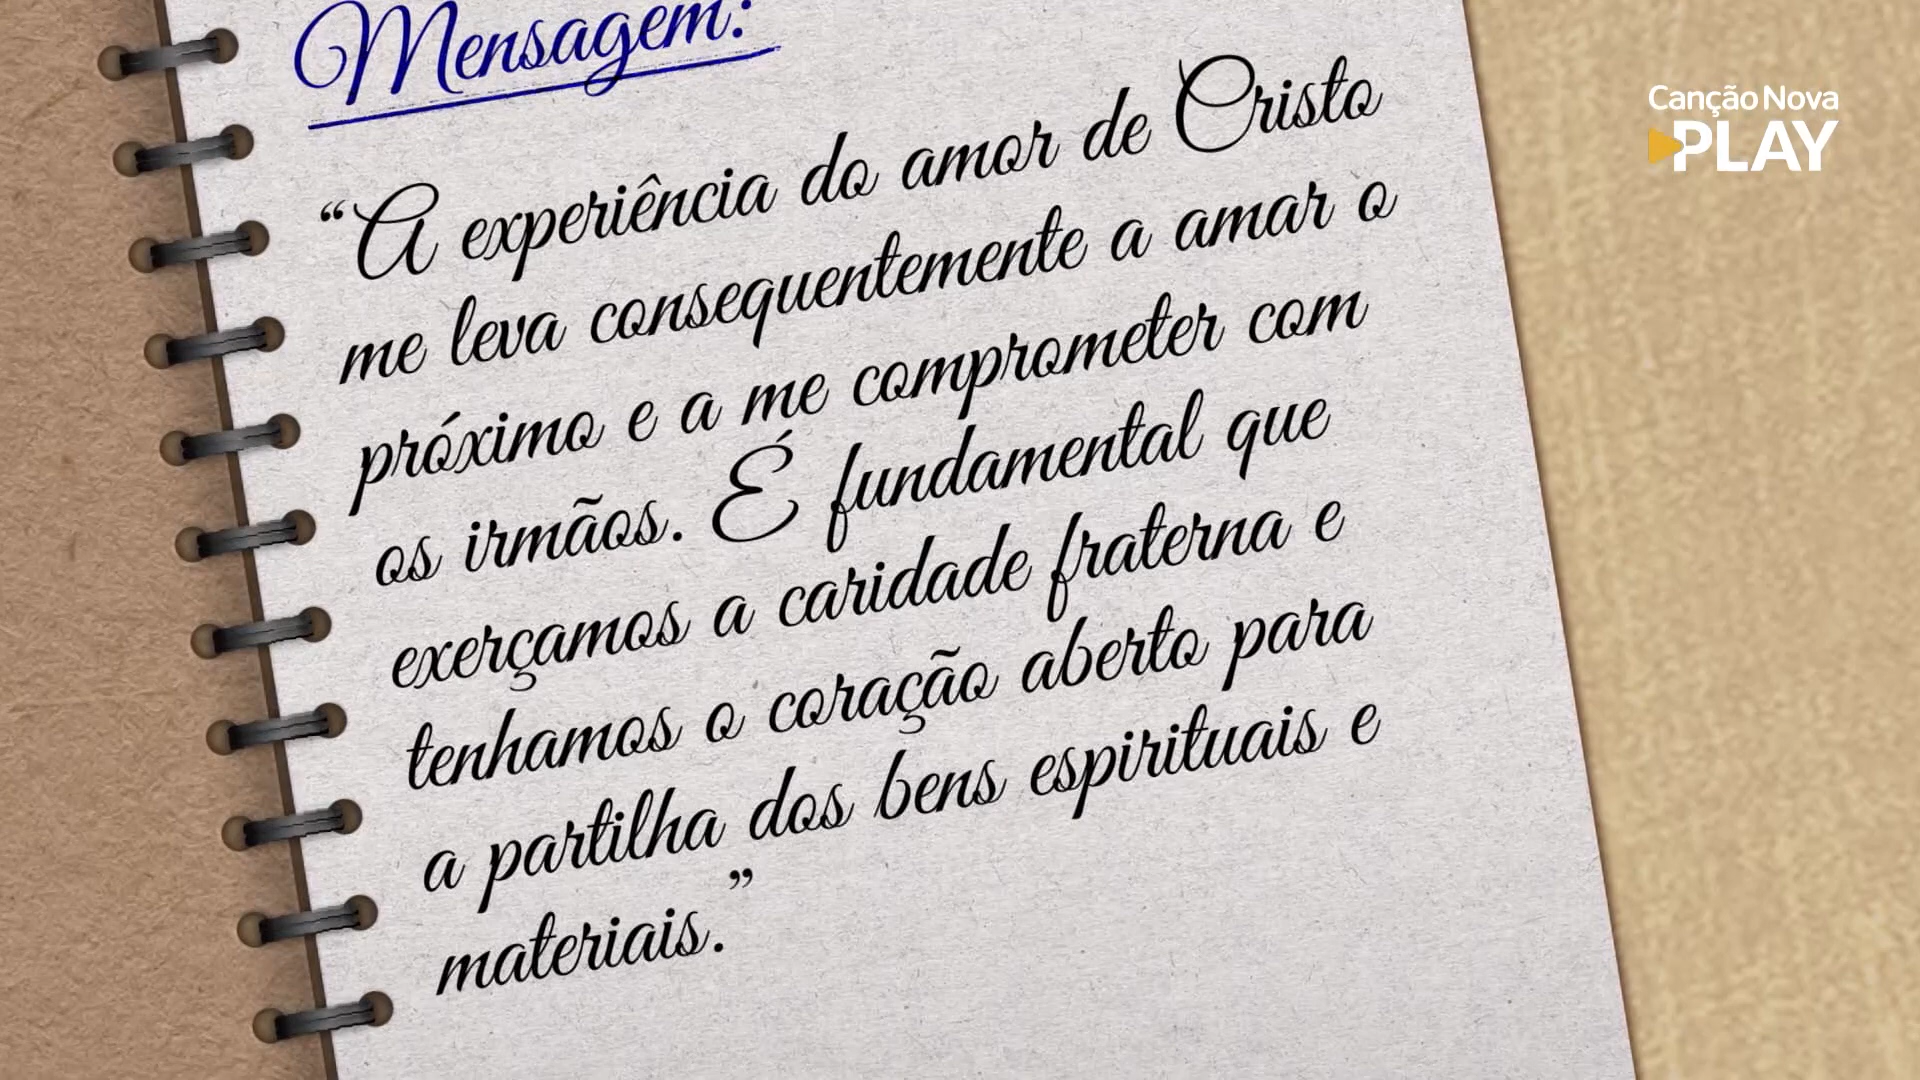 Mensagem:
“A experiência do amor de Cristo
me leva consequentemente a amar o
próximo e a me comprometer com
os irmãos. É fundamental que
exerçamos a caridade fraterna e
tenhamos o coração aberto para
a partilha dos bens espirituais e
materiais.”
Canção Nova
PLAY